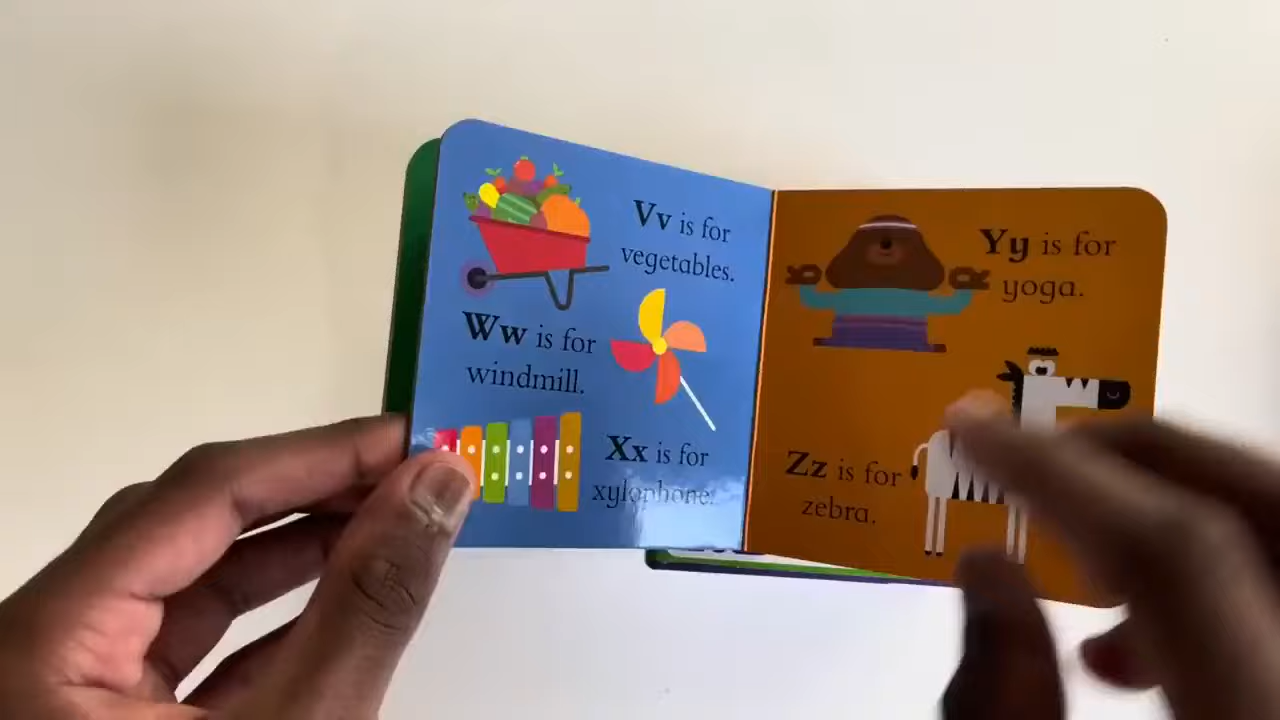 Vv is for
vegetables.
Ww is for
windmill.
Xx is for
xylophone.
Yy is for
yoga.
Zz is for
zebra.